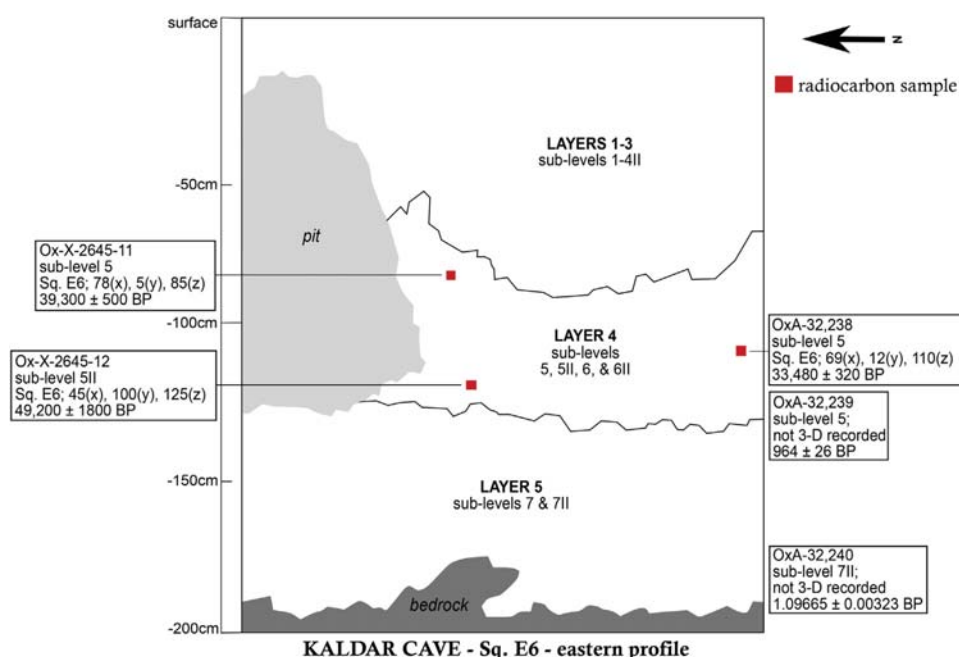 surface
N
radiocarbon sample
LAYERS 1-3
sub-levels 1-4II
-50cm
pit
Ox-X-2645-11
sub-level 5
Sq. E6; 78(x), 5(y), 85(z)
39,300 ± 500 BP
-100cm
LAYER 4
sub-levels
5, 5II, 6, & 6II
OxA-32,238
sub-level 5
Sq. E6; 69(x), 12(y), 110(z)
33,480 ± 320 BP
Ox-X-2645-12
sub-level 5II
Sq. E6; 45(x), 100(y), 125(z)
49,200 ± 1800 BP
OxA-32,239
sub-level 5;
not 3-D recorded
964 ± 26 BP
-150cm
LAYER 5
sub-levels 7 & 7II
OxA-32,240
sub-level 7II;
not 3-D recorded
1.09665 ± 0.00323 BP
bedrock
-200cm
KALDAR CAVE - Sq. E6 - eastern profile